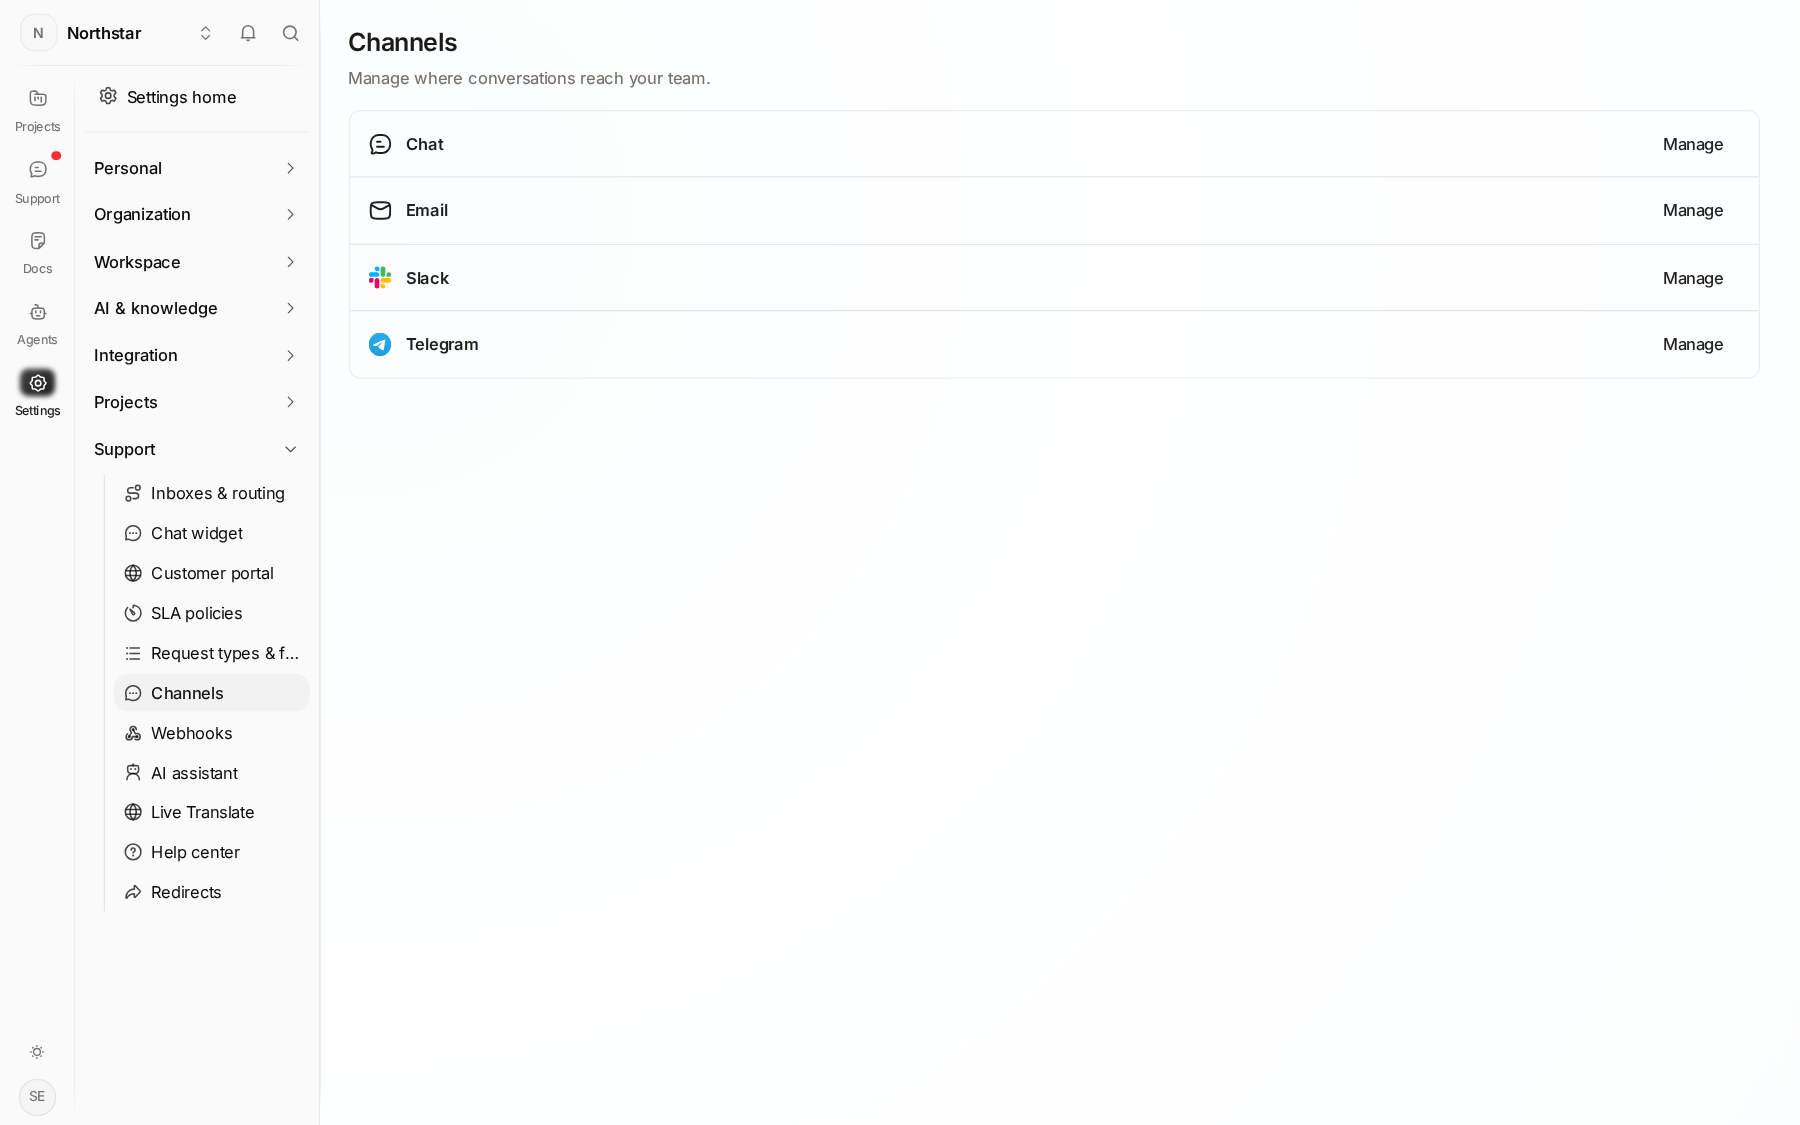 N
Northstar
Projects
Support
Docs
Agents
Settings
SE
Settings home
Personal
Organization
Workspace
AI & knowledge
Integration
Projects
Support
Inboxes & routing
Chat widget
Customer portal
SLA policies
Request types & f...
Channels
Webhooks
AI assistant
Live Translate
Help center
Redirects
Channels
Manage where conversations reach your team.
Chat Manage
Email Manage
Slack Manage
Telegram Manage